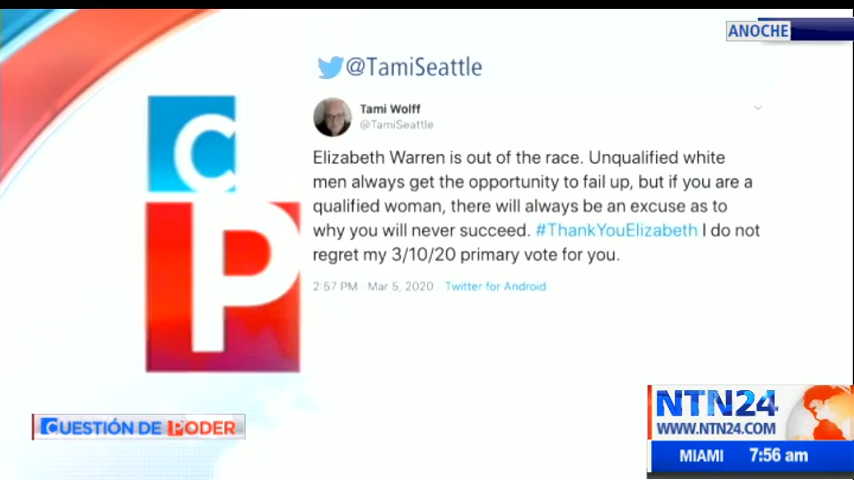 ANOCHE
@TamiSeattle
Tami Wolff
@TamiSeattle
Elizabeth Warren is out of the race. Unqualified white
men always get the opportunity to fail up, but if you are a
qualified woman, there will always be an excuse as to
why you will never succeed. #ThankYouElizabeth I do not
regret my 3/10/20 primary vote for you.
2:57 PM · Mar 5, 2020 · Twitter for Android
CP
CUESTIÓN DE PODER
NTN24
WWW.NTN24.COM
MIAMI 7:56 am